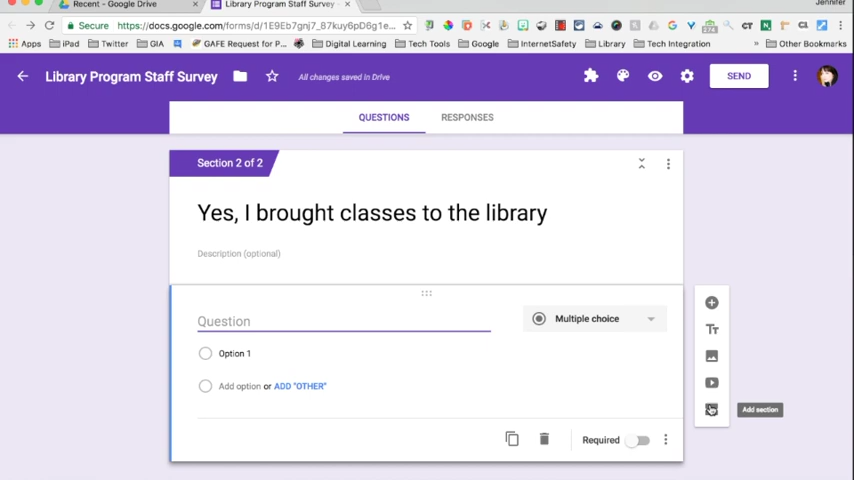 Recent - Google Drive × Library Program Staff Survey - × Jennifer
Secure https://docs.google.com/forms/d/1E9Eb7gnj7_87kuy6pD6g1e...
Apps iPad Twitter GIA GAFE Request for P... Digital Learning Tech Tools Google InternetSafety Library Tech Integration » Other Bookmarks
Library Program Staff Survey All changes saved in Drive SEND
QUESTIONS RESPONSES
Section 2 of 2
Yes, I brought classes to the library
Description (optional)
Question Multiple choice
Option 1
Add option or ADD "OTHER"
Add section
Required